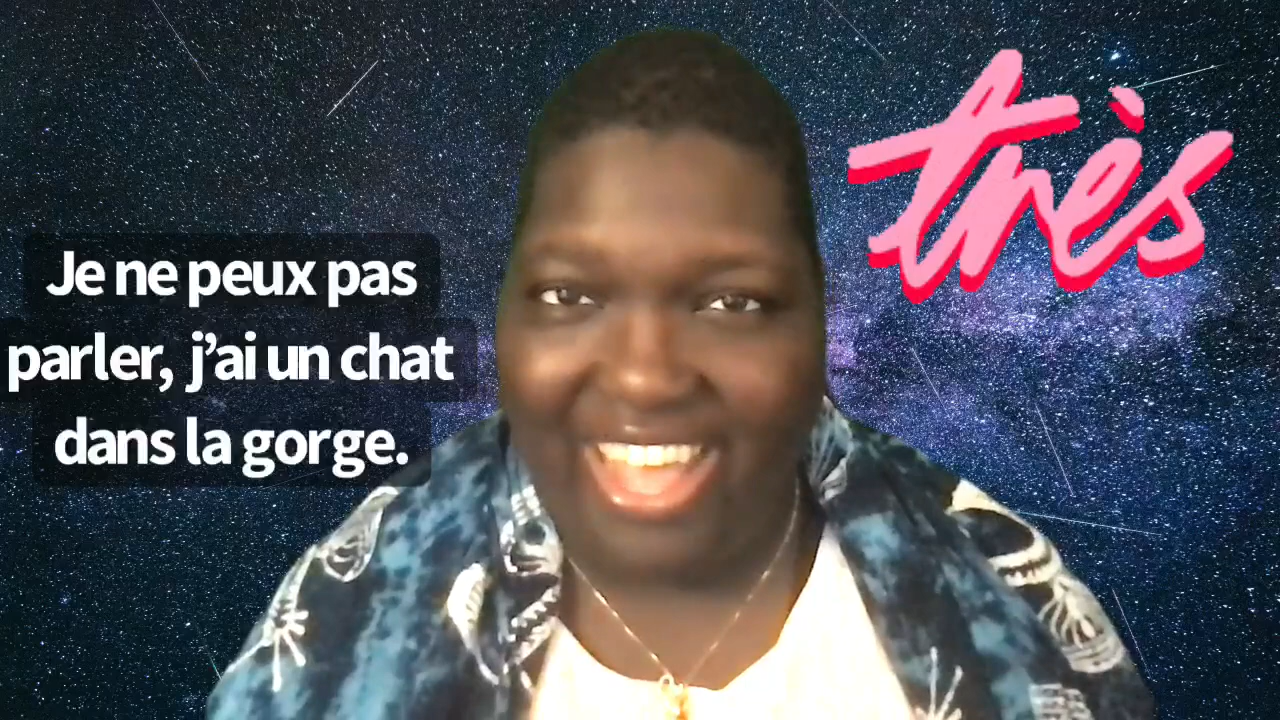 Je ne peux pas
parler, j’ai un chat
dans la gorge.
très